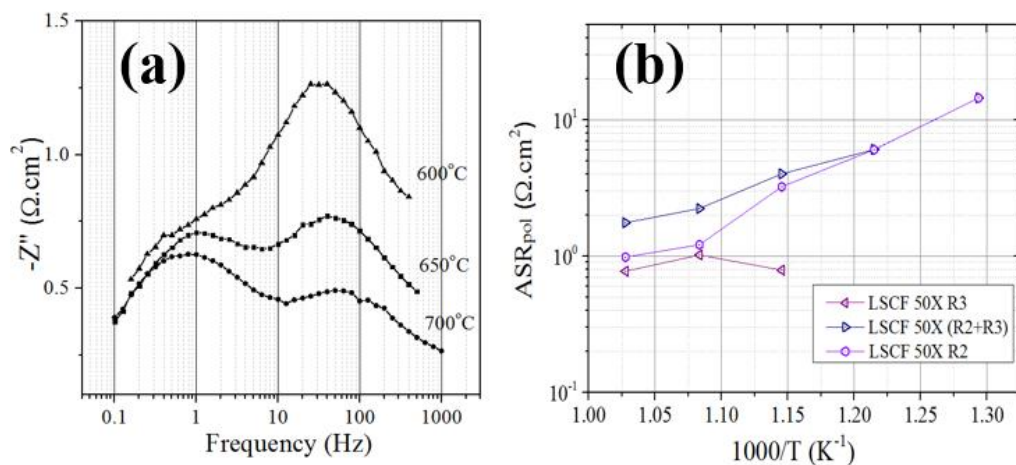 (a)
1.5
1.0
0.5
-Z'' (Ω.cm²)
600°C
650°C
700°C
0.1 1 10 100 1000
Frequency (Hz)
(b)
10¹
10⁰
10⁻¹
ASRpol (Ω.cm²)
LSCF 50X R3
LSCF 50X (R2+R3)
LSCF 50X R2
1.00 1.05 1.10 1.15 1.20 1.25 1.30
1000/T (K⁻¹)